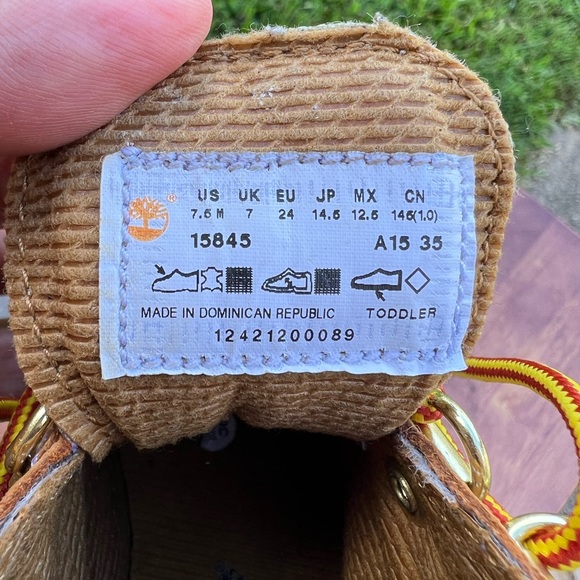 US UK EU JP MX CN
7.5 M 7 24 14.5 12.5 145(1.0)
15845 A15 35
MADE IN DOMINICAN REPUBLIC TODDLER
12421200089